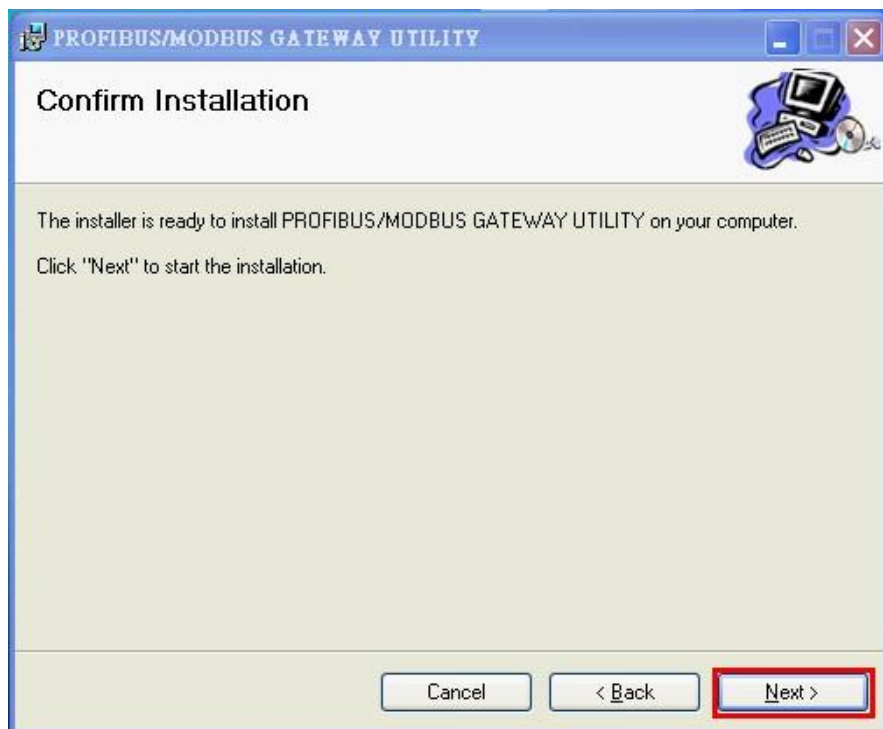 PROFIBUS/MODBUS GATEWAY UTILITY
Confirm Installation
The installer is ready to install PROFIBUS/MODBUS GATEWAY UTILITY on your computer.
Click "Next" to start the installation.
Cancel < Back Next >